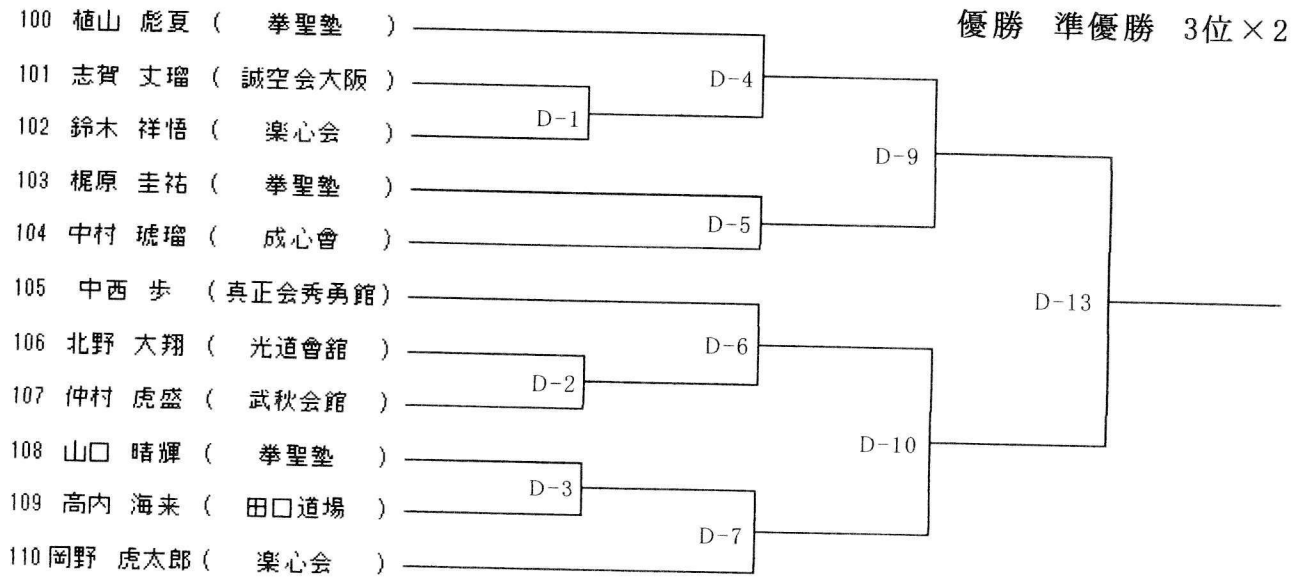 優勝 準優勝 3位×2
100 植山 彪夏 ( 拳聖塾 )
101 志賀 丈瑠 ( 誠空会大阪 )
102 鈴木 祥悟 ( 楽心会 )
103 梶原 圭祐 ( 拳聖塾 )
104 中村 琥瑠 ( 成心會 )
105 中西 歩 ( 真正会秀勇館 )
106 北野 大翔 ( 光道會舘 )
107 仲村 虎盛 ( 武秋会館 )
108 山口 晴輝 ( 拳聖塾 )
109 高内 海来 ( 田口道場 )
110 岡野 虎太郎 ( 楽心会 )
D-1
D-2
D-3
D-4
D-5
D-6
D-7
D-9
D-10
D-13